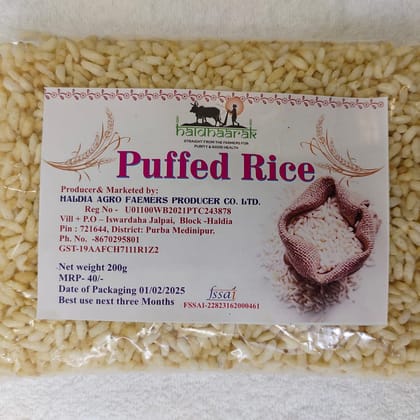 haldhaarak
STRAIGHT FROM THE FARMERS FOR
PURITY & GOOD HEALTH
Puffed Rice
Producer& Marketed by:
HALDIA AGRO FAEMERS PRODUCER CO. LTD.
Reg No - U01100WB2021PTC243878
Vill + P.O – Iswardaha Jalpai, Block -Haldia
Pin : 721644, District: Purba Medinipur.
Ph. No. -8670295801
GST-19AAFCH7111R1Z2
Net weight 200g
MRP- 40/-
Date of Packaging 01/02/2025
Best use next three Months
fssai
FSSAI-22823162000461